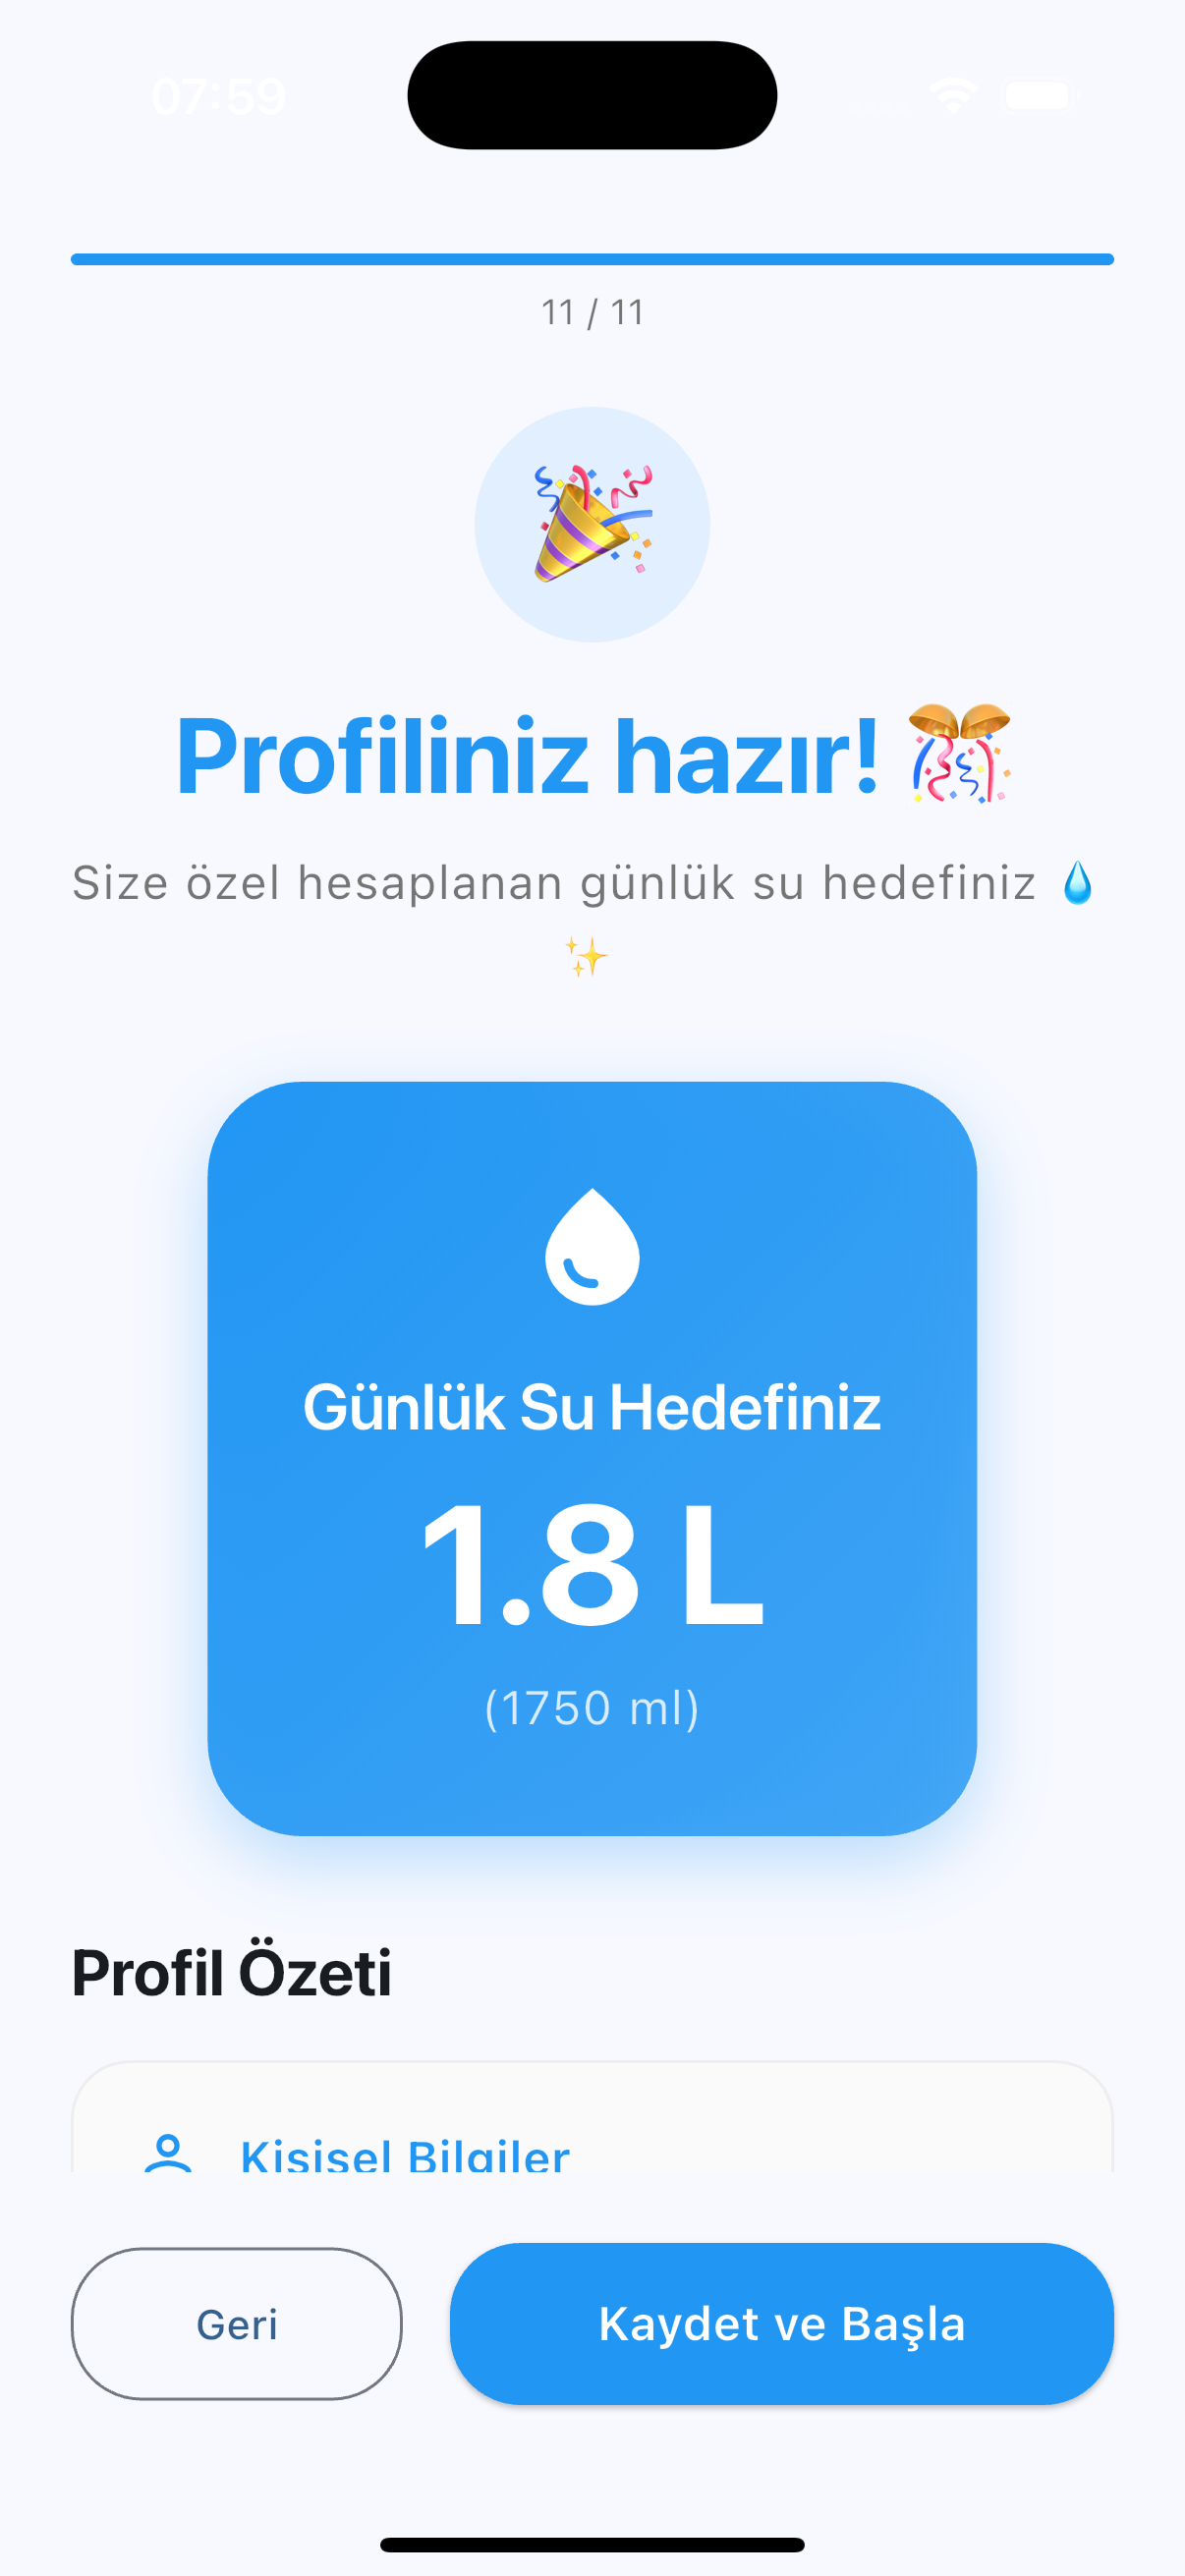 07:59
11 / 11
Profiliniz hazır! 🎊
Size özel hesaplanan günlük su hedefiniz 💧
✨
Günlük Su Hedefiniz
1.8 L
(1750 ml)
Profil Özeti
Kişisel Bilgiler
Geri
Kaydet ve Başla